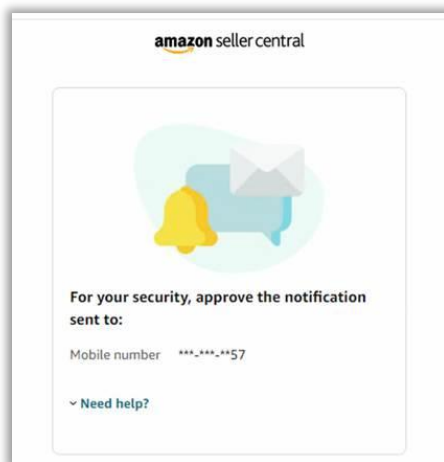 amazon seller central
For your security, approve the notification
sent to:
Mobile number ***-***-**57
Need help?